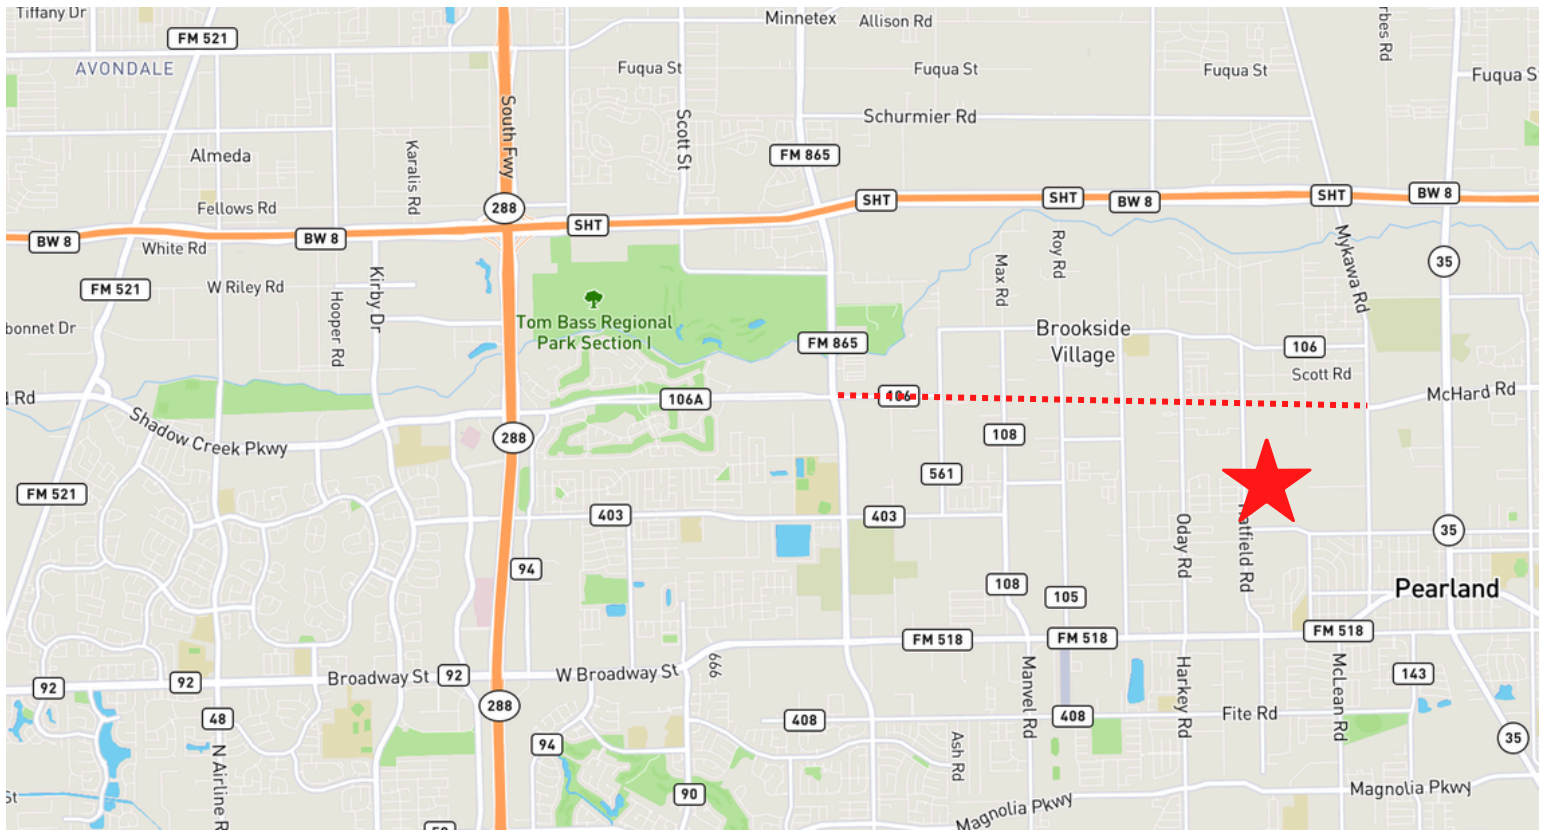 Tiffany Dr
Minnetex
Allison Rd
FM 521
AVONDALE
Fuqua St
Fuqua St
Fuqua St
Fuqua S
South Fwy
Scott St
Schurmier Rd
Almeda
Karalis Rd
FM 865
Fellows Rd
288
SHT
SHT
BW 8
SHT
BW 8
BW 8
White Rd
BW 8
SHT
Mykawa Rd
35
FM 521
W Riley Rd
Hooper Rd
Kirby Dr
Max Rd
Roy Rd
bonnet Dr
Tom Bass Regional
Park Section I
FM 865
Brookside
Village
106
Scott Rd
Rd
106A
106
McHard Rd
Shadow Creek Pkwy
288
108
561
FM 521
403
403
Oday Rd
35
94
108
105
Pearland
FM 518
FM 518
FM 518
666
92
92
Broadway St
92
W Broadway St
Manvel Rd
Harkey Rd
McLean Rd
143
48
288
408
408
Fite Rd
35
N Airline R
94
Ash Rd
90
Magnolia Pkwy
Magnolia Pkwy
St